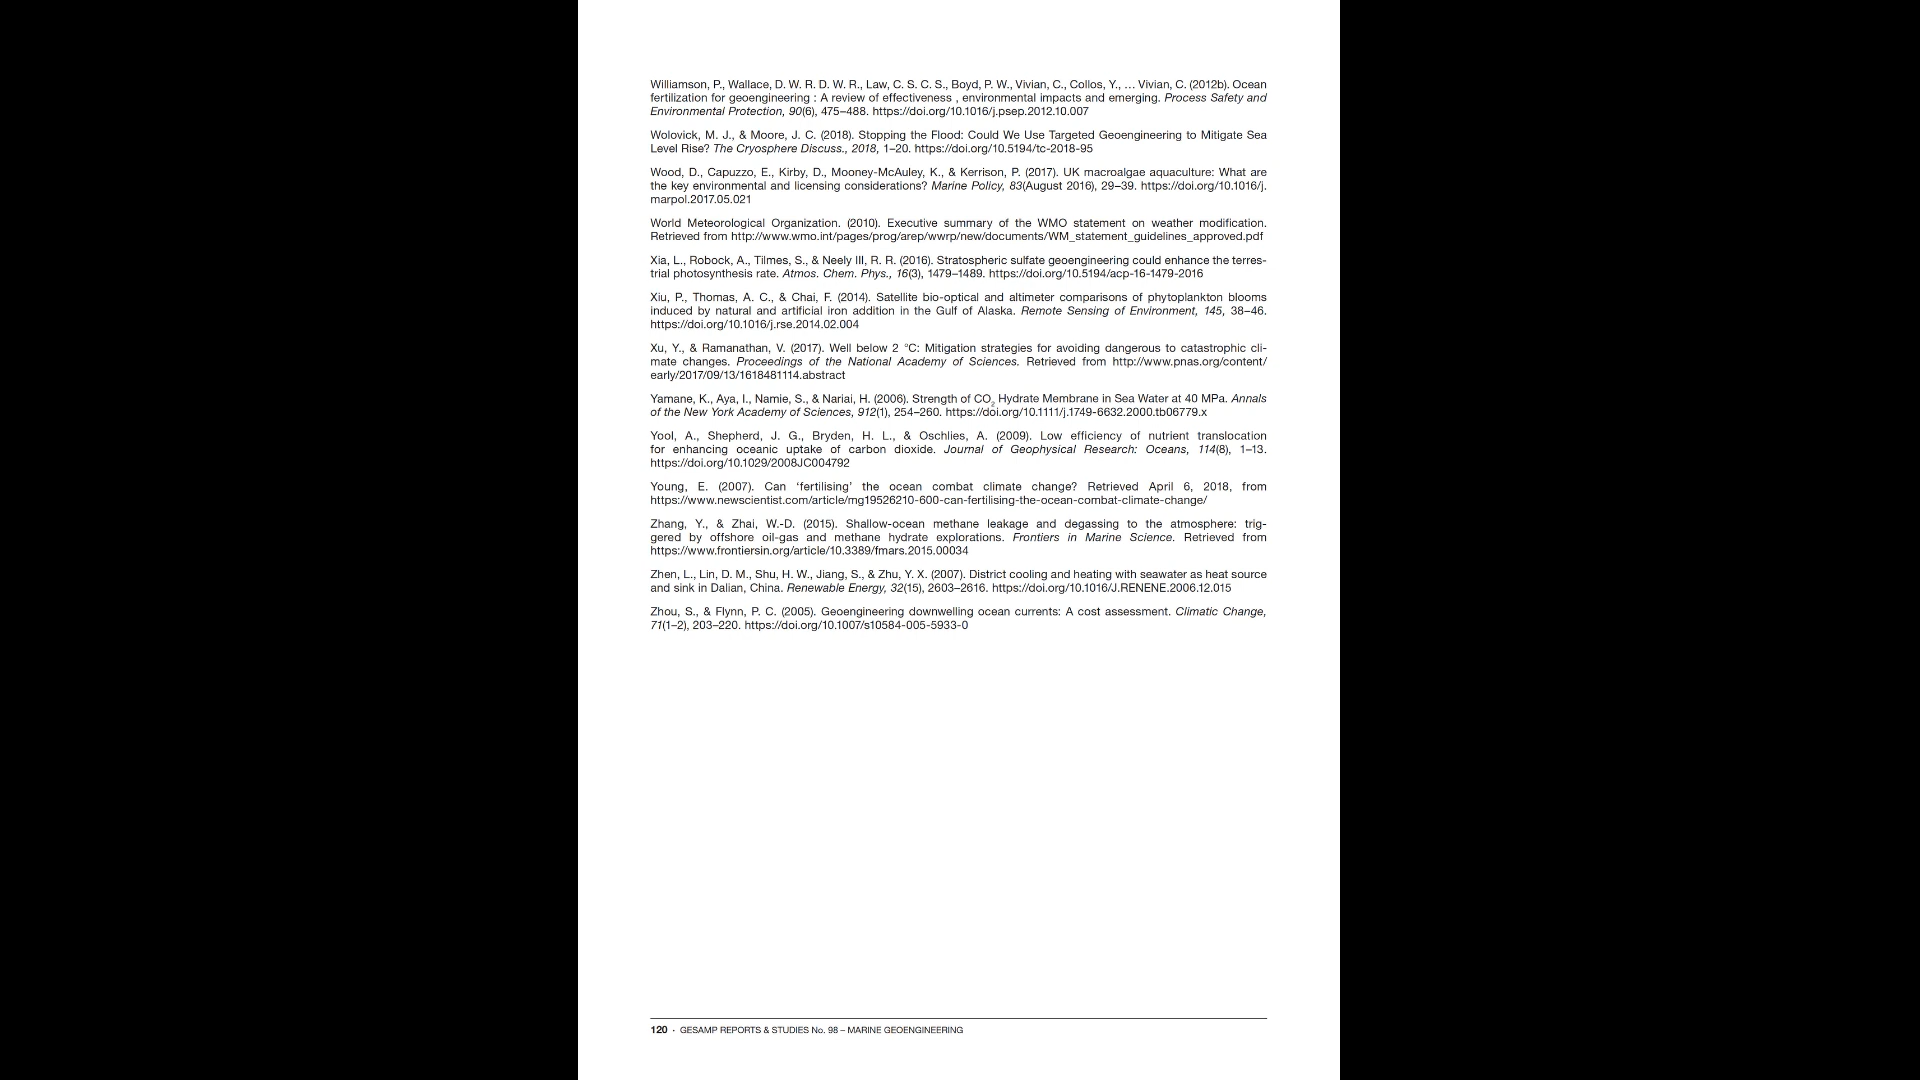 Williamson, P., Wallace, D. W. R. D. W. R., Law, C. S. C. S., Boyd, P. W., Vivian, C., Collos, Y., … Vivian, C. (2012b). Ocean
fertilization for geoengineering : A review of effectiveness , environmental impacts and emerging. Process Safety and
Environmental Protection, 90(6), 475–488. https://doi.org/10.1016/j.psep.2012.10.007
Wolovick, M. J., & Moore, J. C. (2018). Stopping the Flood: Could We Use Targeted Geoengineering to Mitigate Sea
Level Rise? The Cryosphere Discuss., 2018, 1–20. https://doi.org/10.5194/tc-2018-95
Wood, D., Capuzzo, E., Kirby, D., Mooney-McAuley, K., & Kerrison, P. (2017). UK macroalgae aquaculture: What are
the key environmental and licensing considerations? Marine Policy, 83(August 2016), 29–39. https://doi.org/10.1016/j.
marpol.2017.05.021
World Meteorological Organization. (2010). Executive summary of the WMO statement on weather modification.
Retrieved from http://www.wmo.int/pages/prog/arep/wwrp/new/documents/WM_statement_guidelines_approved.pdf
Xia, L., Robock, A., Tilmes, S., & Neely III, R. R. (2016). Stratospheric sulfate geoengineering could enhance the terres-
trial photosynthesis rate. Atmos. Chem. Phys., 16(3), 1479–1489. https://doi.org/10.5194/acp-16-1479-2016
Xiu, P., Thomas, A. C., & Chai, F. (2014). Satellite bio-optical and altimeter comparisons of phytoplankton blooms
induced by natural and artificial iron addition in the Gulf of Alaska. Remote Sensing of Environment, 145, 38–46.
https://doi.org/10.1016/j.rse.2014.02.004
Xu, Y., & Ramanathan, V. (2017). Well below 2 °C: Mitigation strategies for avoiding dangerous to catastrophic cli-
mate changes. Proceedings of the National Academy of Sciences. Retrieved from http://www.pnas.org/content/
early/2017/09/13/1618481114.abstract
Yamane, K., Aya, I., Namie, S., & Nariai, H. (2006). Strength of CO₂ Hydrate Membrane in Sea Water at 40 MPa. Annals
of the New York Academy of Sciences, 912(1), 254–260. https://doi.org/10.1111/j.1749-6632.2000.tb06779.x
Yool, A., Shepherd, J. G., Bryden, H. L., & Oschlies, A. (2009). Low efficiency of nutrient translocation
for enhancing oceanic uptake of carbon dioxide. Journal of Geophysical Research: Oceans, 114(8), 1–13.
https://doi.org/10.1029/2008JC004792
Young, E. (2007). Can ‘fertilising’ the ocean combat climate change? Retrieved April 6, 2018, from
https://www.newscientist.com/article/mg19526210-600-can-fertilising-the-ocean-combat-climate-change/
Zhang, Y., & Zhai, W.-D. (2015). Shallow-ocean methane leakage and degassing to the atmosphere: trig-
gered by offshore oil-gas and methane hydrate explorations. Frontiers in Marine Science. Retrieved from
https://www.frontiersin.org/article/10.3389/fmars.2015.00034
Zhen, L., Lin, D. M., Shu, H. W., Jiang, S., & Zhu, Y. X. (2007). District cooling and heating with seawater as heat source
and sink in Dalian, China. Renewable Energy, 32(15), 2603–2616. https://doi.org/10.1016/J.RENENE.2006.12.015
Zhou, S., & Flynn, P. C. (2005). Geoengineering downwelling ocean currents: A cost assessment. Climatic Change,
71(1–2), 203–220. https://doi.org/10.1007/s10584-005-5933-0
120 · GESAMP REPORTS & STUDIES No. 98 – MARINE GEOENGINEERING